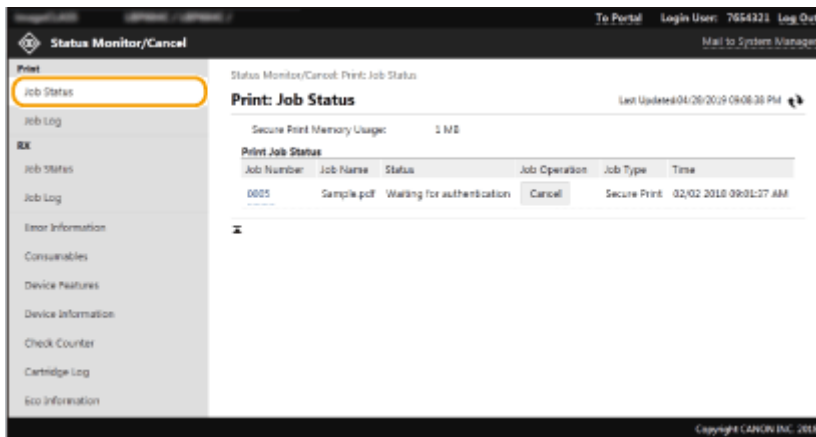 To Portal Login User: 7654321 Log Out
Status Monitor/Cancel
Mail to System Manager
Print
Job Status
Job Log
RX
Job Status
Job Log
Error Information
Consumables
Device Features
Device Information
Check Counter
Cartridge Log
Eco Information
Status Monitor/Cancel: Print: Job Status
Print: Job Status
Last Updated:04/28/2019 09:08:38 PM
Secure Print Memory Usage: 1 MB
Print Job Status
Job Number Job Name Status Job Operation Job Type Time
0005 Sample.pdf Waiting for authentication Cancel Secure Print 02/02 2018 09:01:37 AM
Copyright CANON INC. 2018